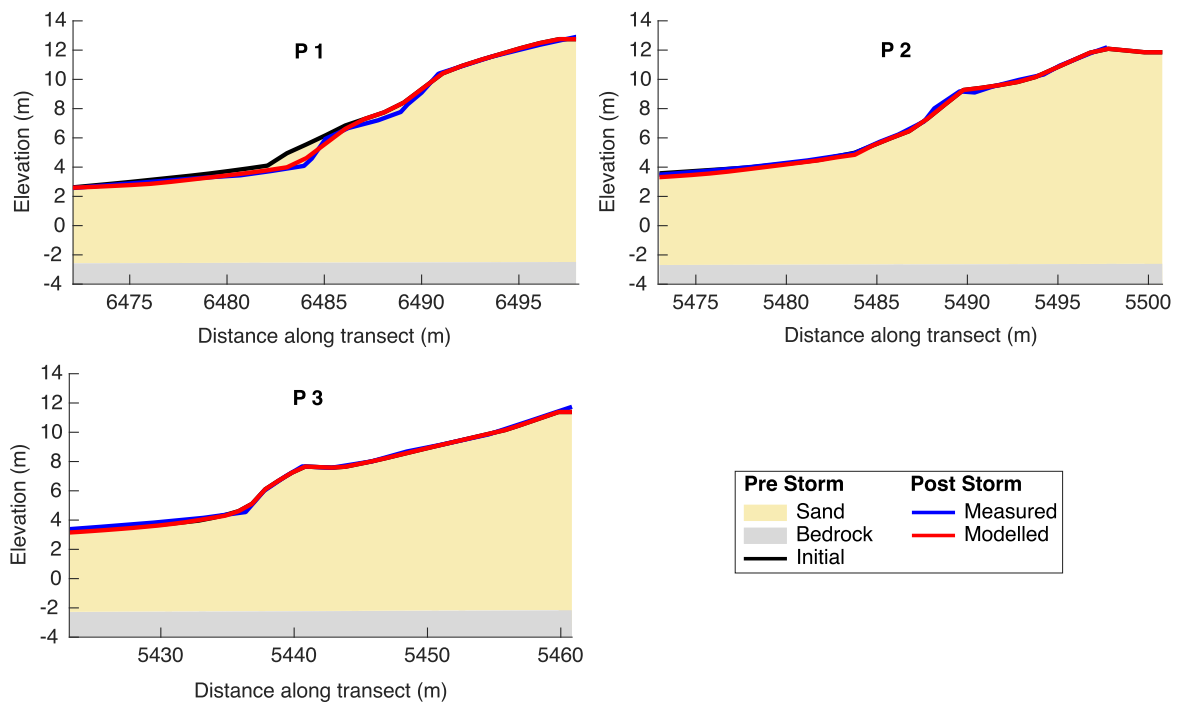 P 1
Elevation (m)
14
12
10
8
6
4
2
0
-2
-4
6475 6480 6485 6490 6495
Distance along transect (m)
P 2
Elevation (m)
14
12
10
8
6
4
2
0
-2
-4
5475 5480 5485 5490 5495 5500
Distance along transect (m)
P 3
Elevation (m)
14
12
10
8
6
4
2
0
-2
-4
5430 5440 5450 5460
Distance along transect (m)
Pre Storm Post Storm
Sand Measured
Bedrock Modelled
Initial